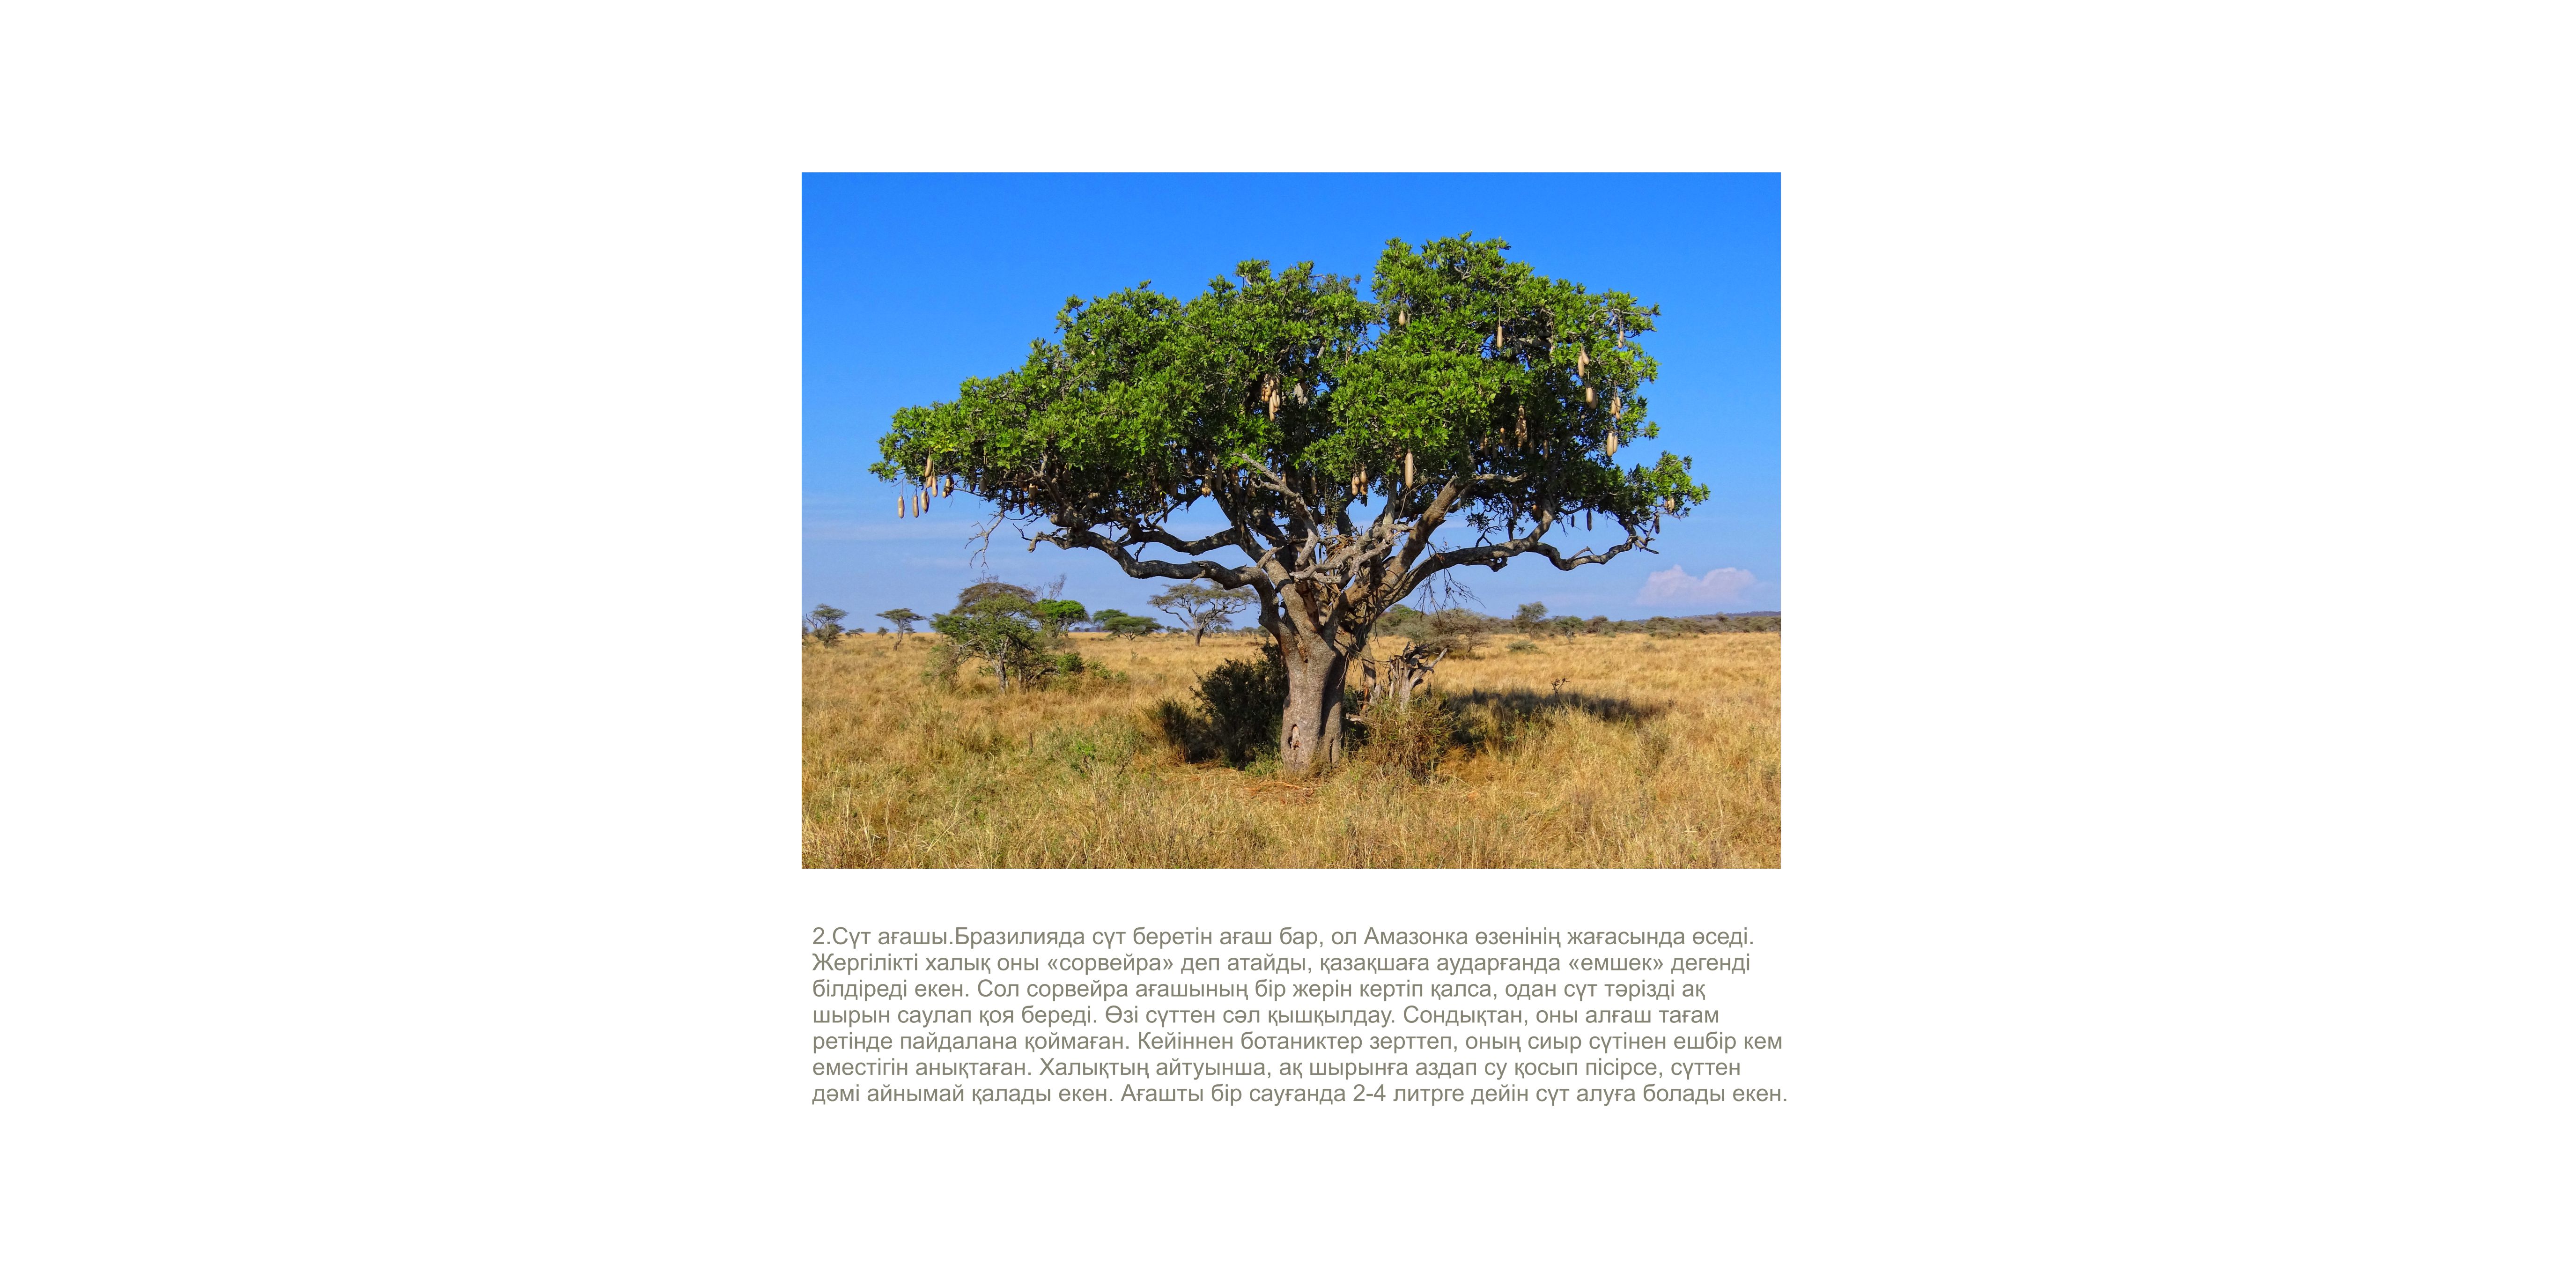 2.Сүт ағашы.Бразилияда сүт беретін ағаш бар, ол Амазонка өзенінің жағасында өседі.
Жергілікті халық оны «сорвейра» деп атайды, қазақшаға аударғанда «емшек» дегенді
білдіреді екен. Сол сорвейра ағашының бір жерін кертіп қалса, одан сүт тәрізді ақ
шырын саулап қоя береді. Өзі сүттен сәл қышқылдау. Сондықтан, оны алғаш тағам
ретінде пайдалана қоймаған. Кейіннен ботаниктер зерттеп, оның сиыр сүтінен ешбір кем
еместігін анықтаған. Халықтың айтуынша, ақ шырынға аздап су қосып пісірсе, сүттен
дәмі айнымай қалады екен. Ағашты бір сауғанда 2-4 литрге дейін сүт алуға болады екен.